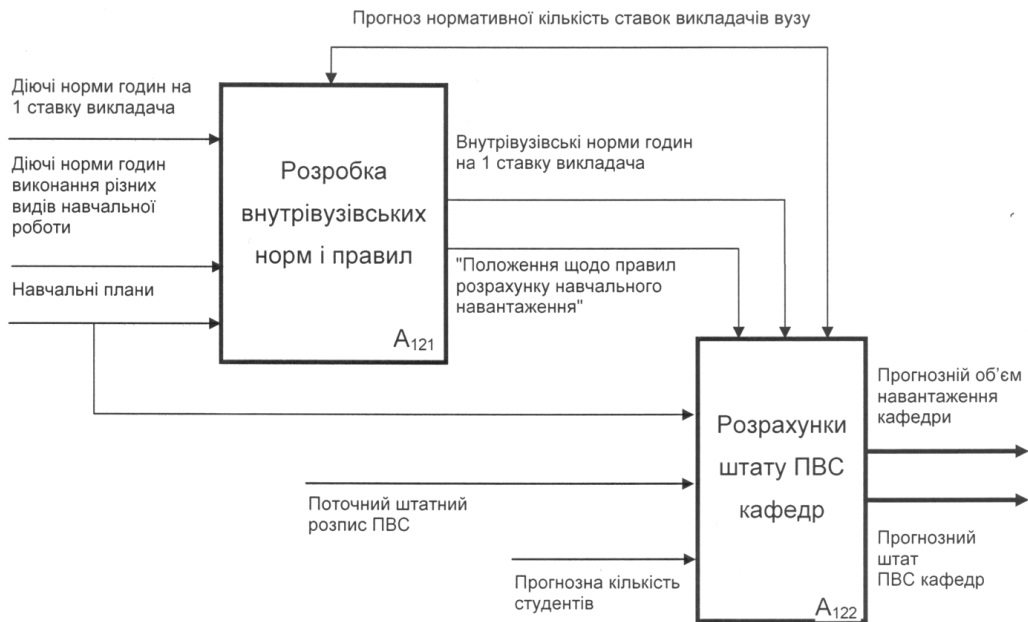 Прогноз нормативної кількість ставок викладачів вузу
Діючі норми годин на
1 ставку викладача
Діючі норми годин
виконання різних
видів навчальної
роботи
Навчальні плани
Розробка
внутрівузівських
норм і правил
А121
Внутрівузівські норми годин
на 1 ставку викладача
"Положення щодо правил
розрахунку навчального
навантаження"
Поточний штатний
розпис ПВС
Прогнозна кількість
студентів
Розрахунки
штату ПВС
кафедр
А122
Прогнозній об’єм
навантаження
кафедри
Прогнозний
штат
ПВС кафедр